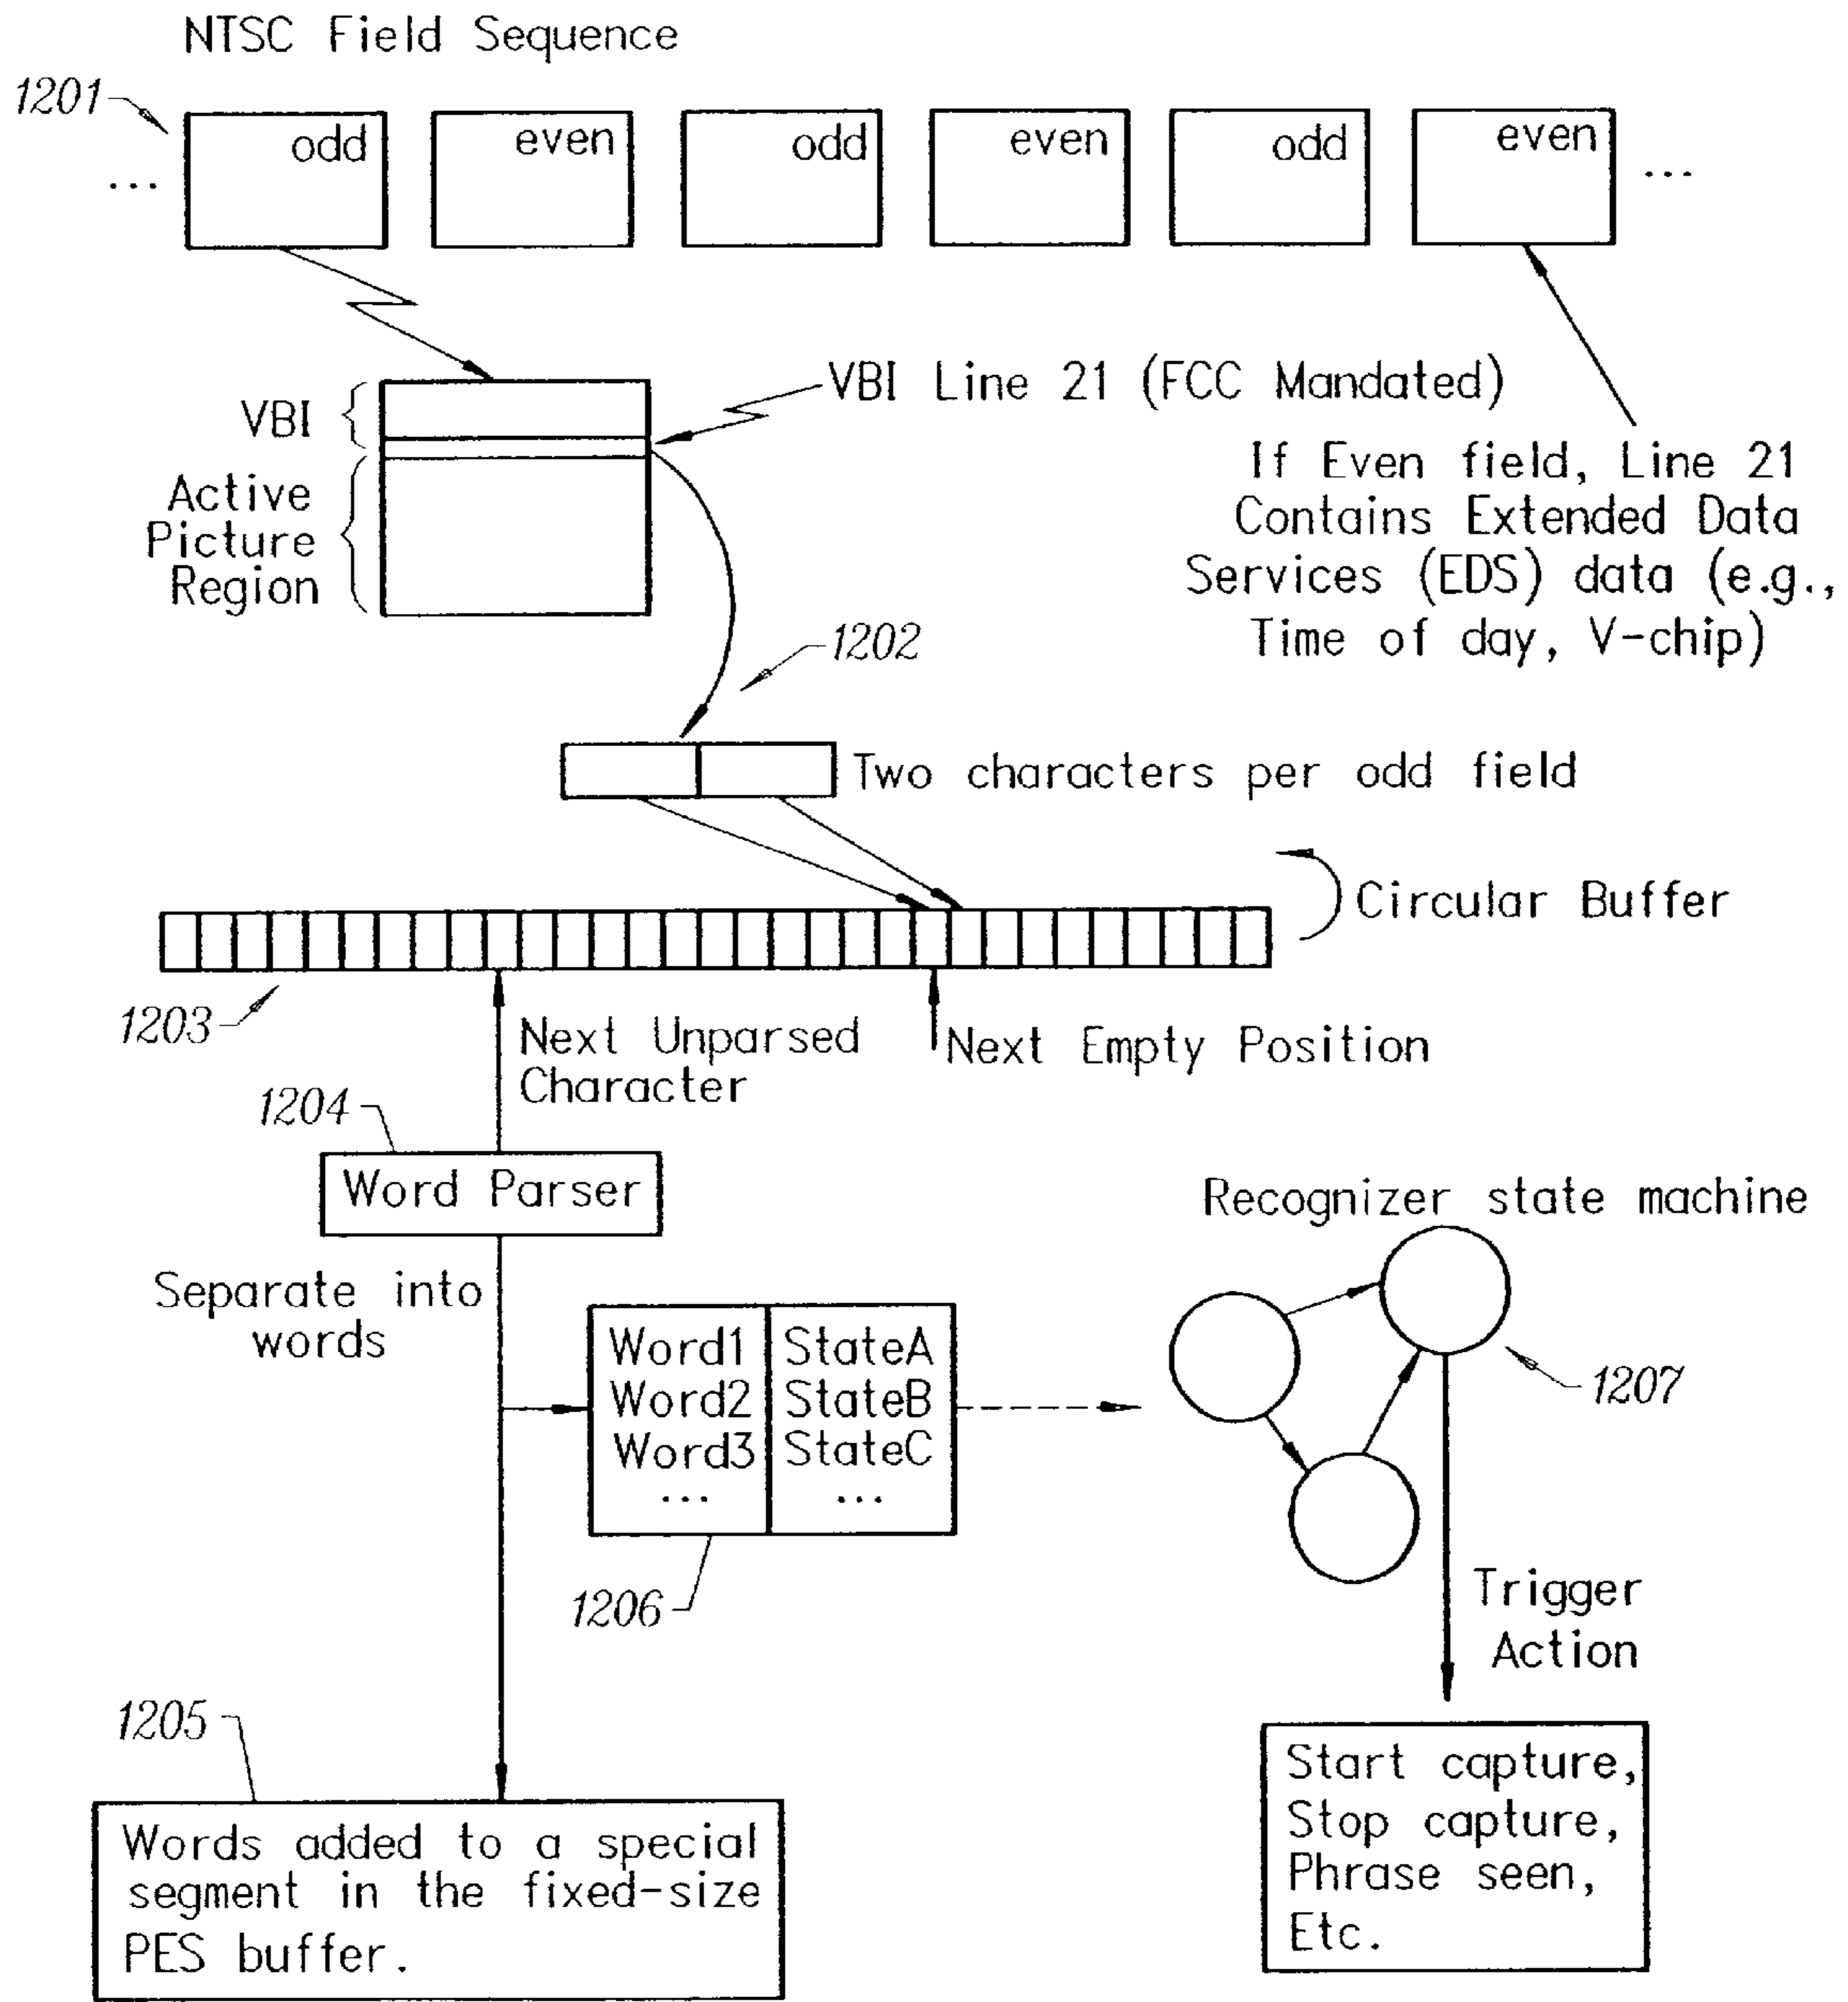 NTSC Field Sequence
1201
odd
even
odd
even
odd
even
...
...
VBI
VBI Line 21 (FCC Mandated)
Active
Picture
Region
If Even field, Line 21
Contains Extended Data
Services (EDS) data (e.g.,
Time of day, V-chip)
1202
Two characters per odd field
Circular Buffer
1203
Next Unparsed
Character
Next Empty Position
1204
Word Parser
Separate into
words
Recognizer state machine
Word1 StateA
Word2 StateB
Word3 StateC
... ...
1207
1206
Trigger
Action
1205
Words added to a special
segment in the fixed-size
PES buffer.
Start capture,
Stop capture,
Phrase seen,
Etc.